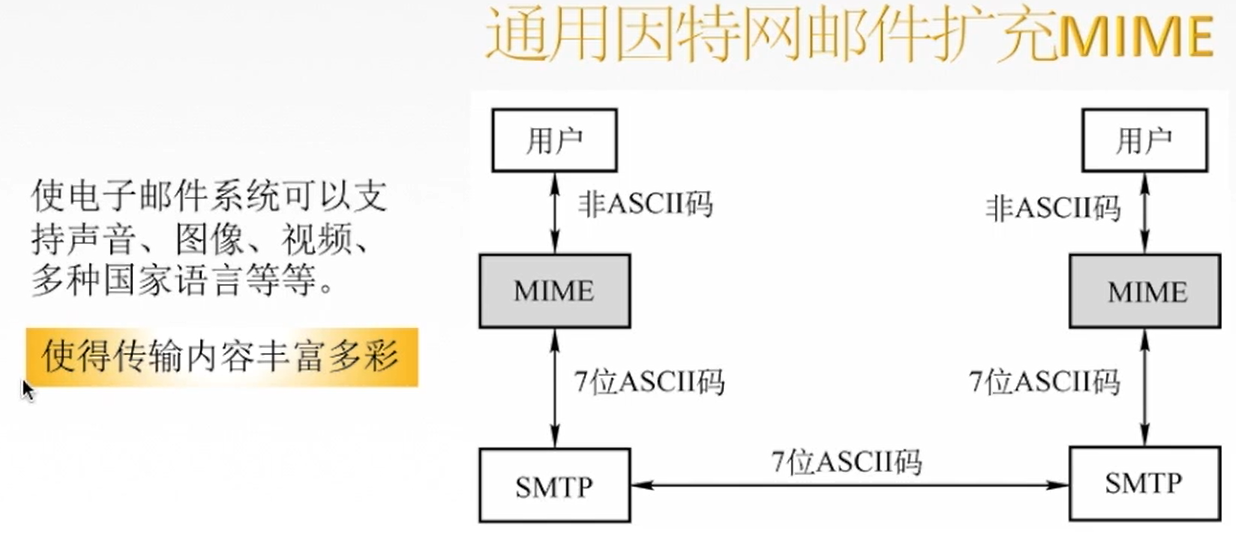 通用因特网邮件扩充MIME
使电子邮件系统可以支
持声音、图像、视频、
多种国家语言等等。
使得传输内容丰富多彩
用户
用户
非ASCII码
非ASCII码
MIME
MIME
7位ASCII码
7位ASCII码
7位ASCII码
SMTP
SMTP